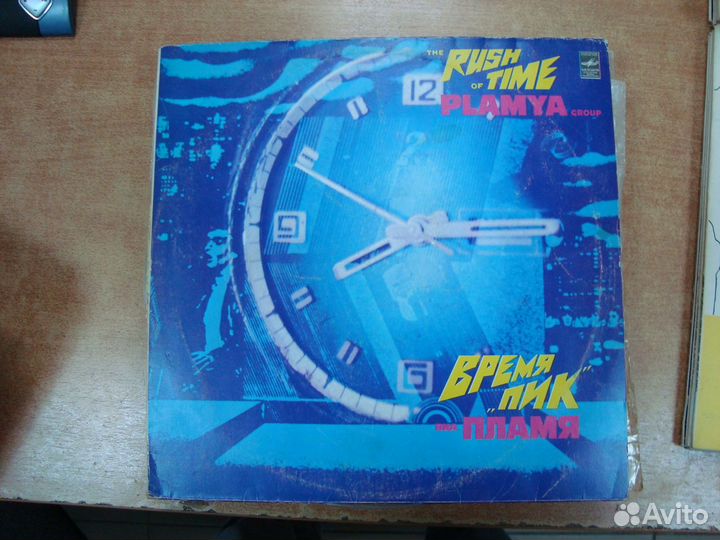 THE RUSH
OF TIME
PLAMYA GROUP
12
9
6
ВРЕМЯ
„ПИК"
ВИА ПЛАМЯ
Avito